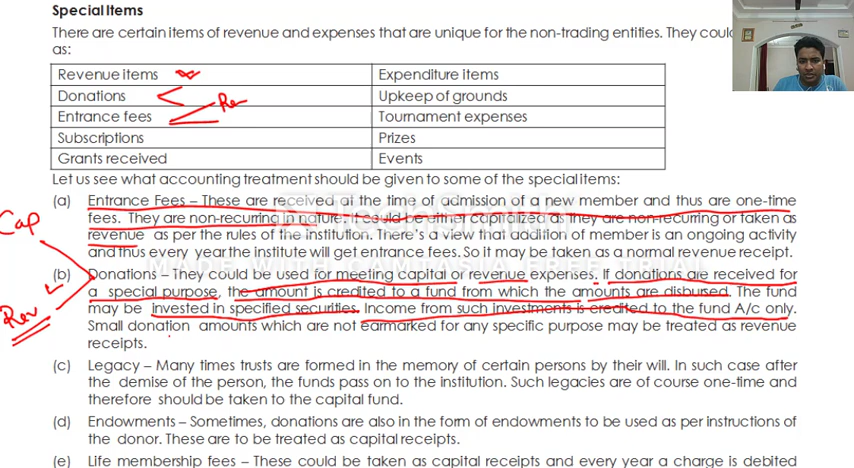 Special Items
There are certain items of revenue and expenses that are unique for the non-trading entities. They could
as:
Revenue items Expenditure items
Donations Upkeep of grounds
Rev
Entrance fees Tournament expenses
Subscriptions Prizes
Grants received Events
Let us see what accounting treatment should be given to some of the special items:
(a) Entrance Fees – These are received at the time of admission of a new member and thus are one-time
Cap
fees. They are non-recurring in nature. It could be either capitalized as they are non-recurring or taken as
revenue as per the rules of the institution. There's a view that addition of member is an ongoing activity
and thus every year the institute will get entrance fees. So it may be taken as a normal revenue receipt.
(b) Donations – They could be used for meeting capital or revenue expenses. If donations are received for
a special purpose, the amount is credited to a fund from which the amounts are disbursed. The fund
Rev
may be invested in specified securities. Income from such investments is credited to the fund A/c only.
Small donation amounts which are not earmarked for any specific purpose may be treated as revenue
receipts.
(c) Legacy – Many times trusts are formed in the memory of certain persons by their will. In such case after
the demise of the person, the funds pass on to the institution. Such legacies are of course one-time and
therefore should be taken to the capital fund.
(d) Endowments – Sometimes, donations are also in the form of endowments to be used as per instructions of
the donor. These are to be treated as capital receipts.
(e) Life membership fees – These could be taken as capital receipts and every year a charge is debited